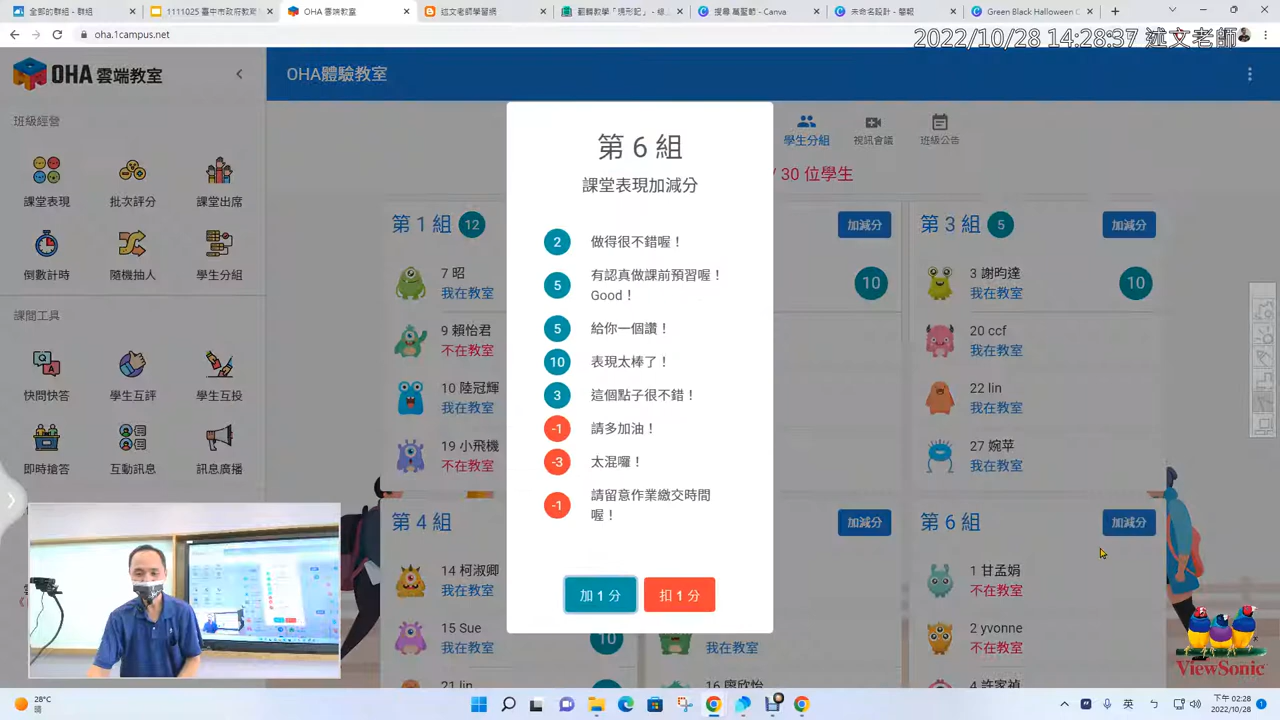 全部的群組 - 群組
1111025 臺中市政府教育
OHA 雲端教室
述文老師學習網
Canva
未命名設計 - 簡報
Green Black Halloween
oha.1campus.net
2022/10/28 14:28:37 述文老師
OHA 雲端教室
OHA體驗教室
班級經營
課堂表現
批次評分
課堂出席
倒數計時
隨機抽人
學生分組
課間工具
快問快答
學生互評
學生互投
即時搶答
互動訊息
訊息廣播
學生分組
視訊會議
班級公告
/ 30 位學生
第 1 組 12
7 昭
我在教室
9 賴怡君
不在教室
10 陸冠輝
我在教室
19 小飛機
不在教室
加減分
10
第 3 組 5
加減分
3 謝昀達
我在教室
10
20 ccf
我在教室
22 lin
我在教室
27 婉苹
我在教室
第 6 組
課堂表現加減分
2 做得很不錯喔！
5 有認真做課前預習喔！
Good！
5 給你一個讚！
10 表現太棒了！
3 這個點子很不錯！
-1 請多加油！
-3 太混囉！
-1 請留意作業繳交時間
喔！
加 1 分
扣 1 分
第 4 組
14 柯淑卿
我在教室
15 Sue
我在教室
10
21 lin
加減分
我在教室
16 廖欣怡
第 6 組
加減分
1 甘孟娟
不在教室
2 yvonne
不在教室
4 許家禎
ViewSonic
28°C
英
下午 02:28
2022/10/28